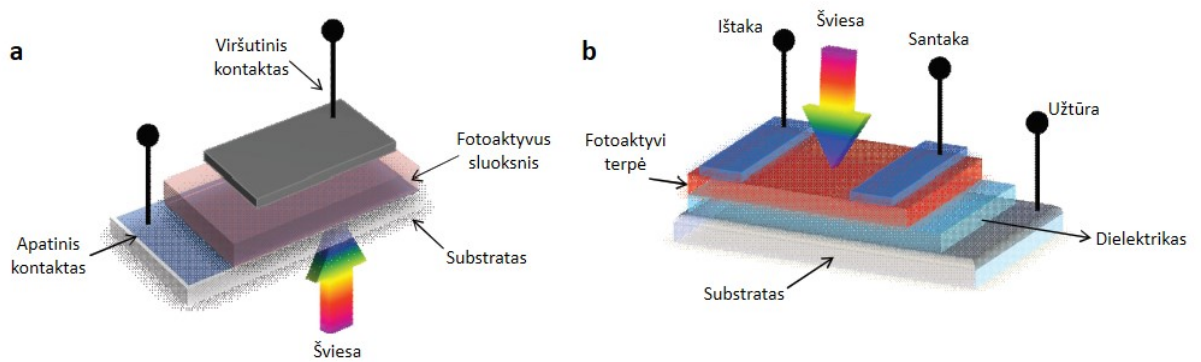 a
Viršutinis
kontaktas
Fotoaktyvus
sluoksnis
Apatinis
kontaktas
Substratas
Šviesa
b
Ištaka
Šviesa
Santaka
Užtūra
Fotoaktyvi
terpė
Dielektrikas
Substratas